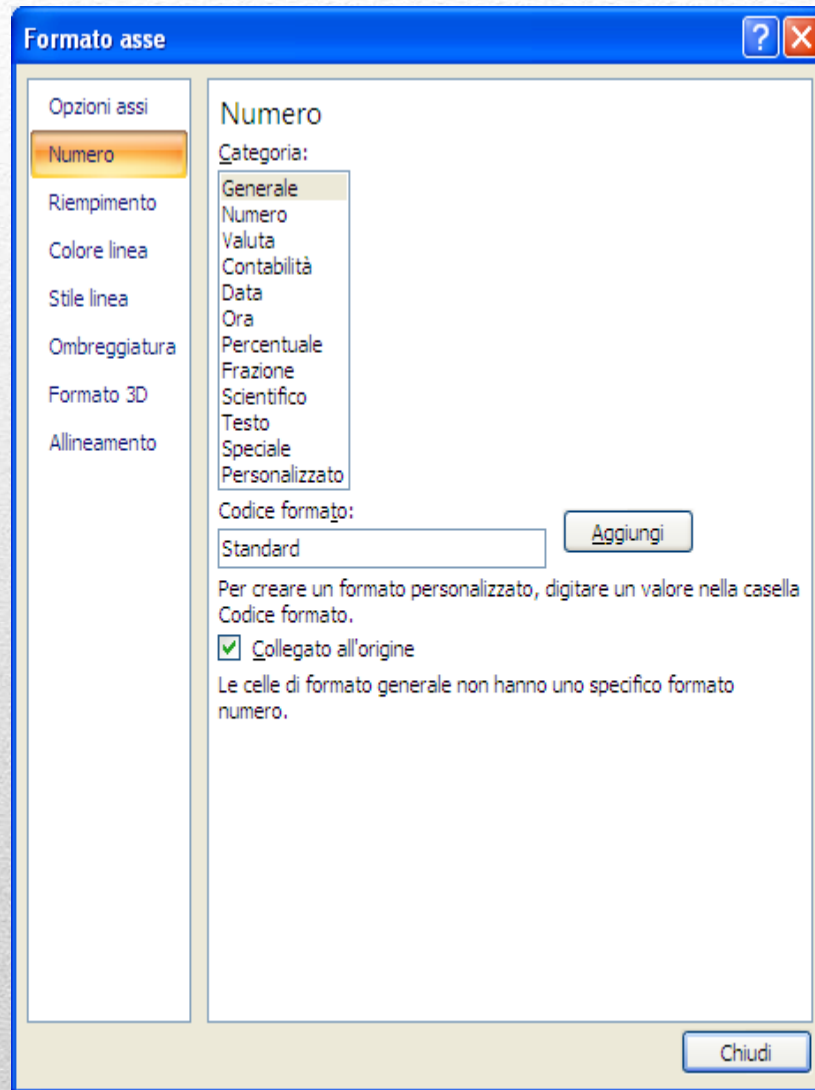 Formato asse
Opzioni assi
Numero
Riempimento
Colore linea
Stile linea
Ombreggiatura
Formato 3D
Allineamento
Numero
Categoria:
Generale
Numero
Valuta
Contabilità
Data
Ora
Percentuale
Frazione
Scientifico
Testo
Speciale
Personalizzato
Codice formato:
Standard
Aggiungi
Per creare un formato personalizzato, digitare un valore nella casella
Codice formato.
Collegato all'origine
Le celle di formato generale non hanno uno specifico formato
numero.
Chiudi